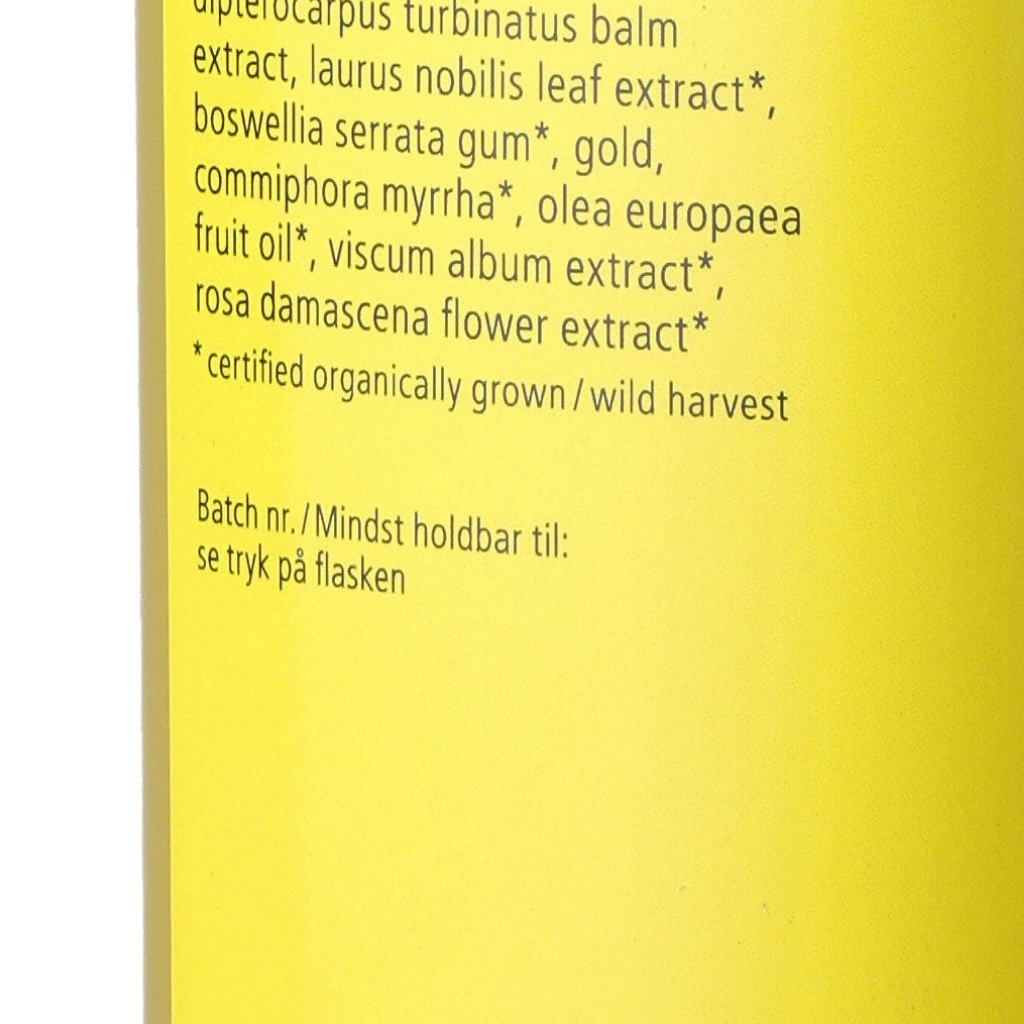 dipterocarpus turbinatus balm
extract, laurus nobilis leaf extract*,
boswellia serrata gum*, gold,
commiphora myrrha*, olea europaea
fruit oil*, viscum album extract*,
rosa damascena flower extract*
*certified organically grown / wild harvest
Batch nr. / Mindst holdbar til:
se tryk på flasken